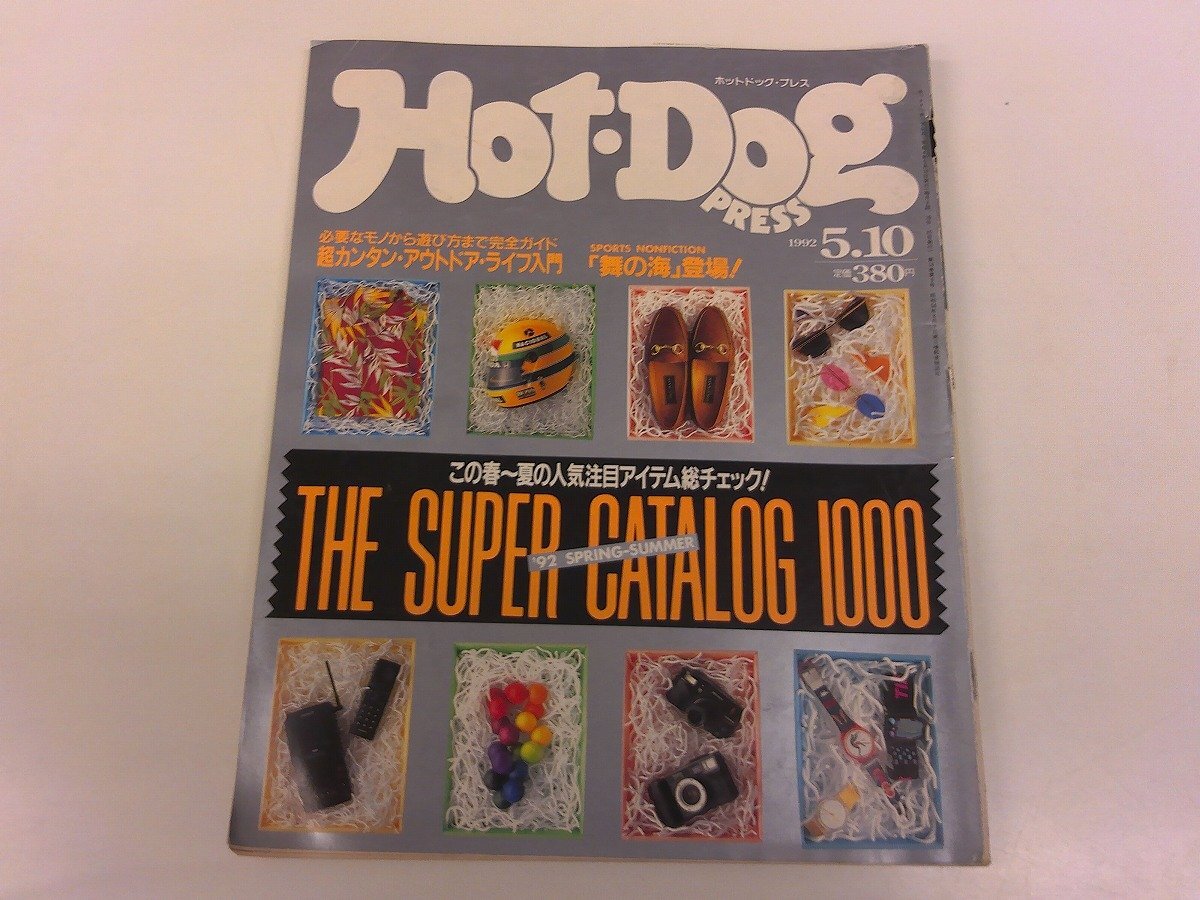 ホットドッグ・プレス
Hot・Dog
PRESS
1992 5.10
定価380円
必要なモノから遊び方まで完全ガイド
超カンタン・アウトドア・ライフ入門
SPORTS NONFICTION
「舞の海」登場!
この春〜夏の人気注目アイテム総チェック!
THE SUPER CATALOG 1000
'92 SPRING-SUMMER